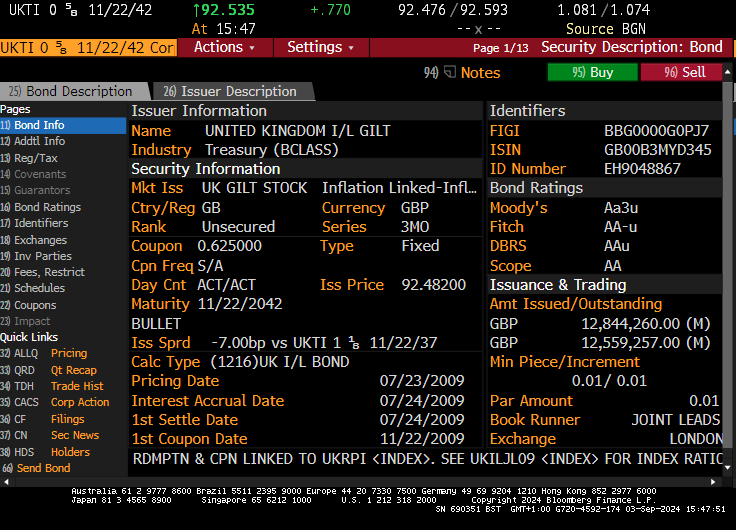 UKTI 0 ⅝ 11/22/42 ↑92.535 +.770 92.476/92.593 1.081/1.074
At 15:47 -- x -- Source BGN
UKTI 0 ⅝ 11/22/42 Cor Actions Settings Page 1/13 Security Description: Bond
94) Notes 95) Buy 96) Sell
25) Bond Description 26) Issuer Description
Pages
11) Bond Info
12) Addtl Info
13) Reg/Tax
14) Covenants
15) Guarantors
16) Bond Ratings
17) Identifiers
18) Exchanges
19) Inv Parties
20) Fees, Restrict
21) Schedules
22) Coupons
23) Impact
Quick Links
32) ALLQ Pricing
33) QRD Qt Recap
34) TDH Trade Hist
35) CACS Corp Action
36) CF Filings
37) CN Sec News
38) HDS Holders
66) Send Bond
Issuer Information
Name UNITED KINGDOM I/L GILT
Industry Treasury (BCLASS)
Security Information
Mkt Iss UK GILT STOCK Inflation Linked-Infl...
Ctry/Reg GB Currency GBP
Rank Unsecured Series 3MO
Coupon 0.625000 Type Fixed
Cpn Freq S/A
Day Cnt ACT/ACT Iss Price 92.48200
Maturity 11/22/2042
BULLET
Iss Sprd -7.00bp vs UKTI 1 ⅛ 11/22/37
Calc Type (1216)UK I/L BOND
Pricing Date 07/23/2009
Interest Accrual Date 07/24/2009
1st Settle Date 07/24/2009
1st Coupon Date 11/22/2009
Identifiers
FIGI BBG0000G0PJ7
ISIN GB00B3MYD345
ID Number EH9048867
Bond Ratings
Moody's Aa3u
Fitch AA-u
DBRS AAu
Scope AA
Issuance & Trading
Amt Issued/Outstanding
GBP 12,844,260.00 (M)
GBP 12,559,257.00 (M)
Min Piece/Increment
0.01/ 0.01
Par Amount 0.01
Book Runner JOINT LEADS
Exchange LONDON
RDMPTN & CPN LINKED TO UKRPI <INDEX>. SEE UKILJL09 <INDEX> FOR INDEX RATIO
Australia 61 2 9777 8600 Brazil 5511 2395 9000 Europe 44 20 7330 7500 Germany 49 69 9204 1210 Hong Kong 852 2977 6000
Japan 81 3 4565 8900 Singapore 65 6212 1000 U.S. 1 212 318 2000 Copyright 2024 Bloomberg Finance L.P.
SN 690351 BST GMT+1:00 G720-4592-174 03-Sep-2024 15:47:51